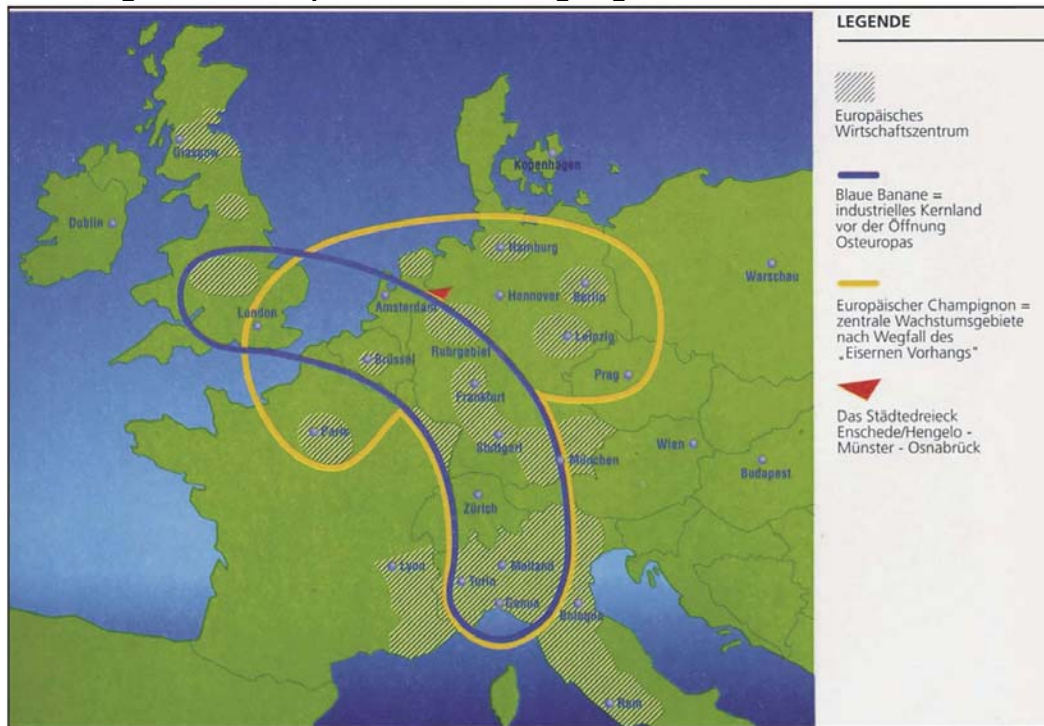 LEGENDE
Europäisches
Wirtschaftszentrum
Blaue Banane =
industrielles Kernland
vor der Öffnung
Osteuropas
Europäischer Champignon =
zentrale Wachstumsgebiete
nach Wegfall des
„Eisernen Vorhangs"
Das Städtedreieck
Enschede/Hengelo -
Münster - Osnabrück
Glasgow
Kopenhagen
Doblin
Hamburg
Warschau
Amsterdam
Hannover
Berlin
London
Leipzig
Ruhrgebiet
Brüssel
Prag
Frankfurt
Paris
Stuttgart
München
Wien
Budapest
Zürich
Lyon
Mailand
Turin
Genua
Bologna
Rom